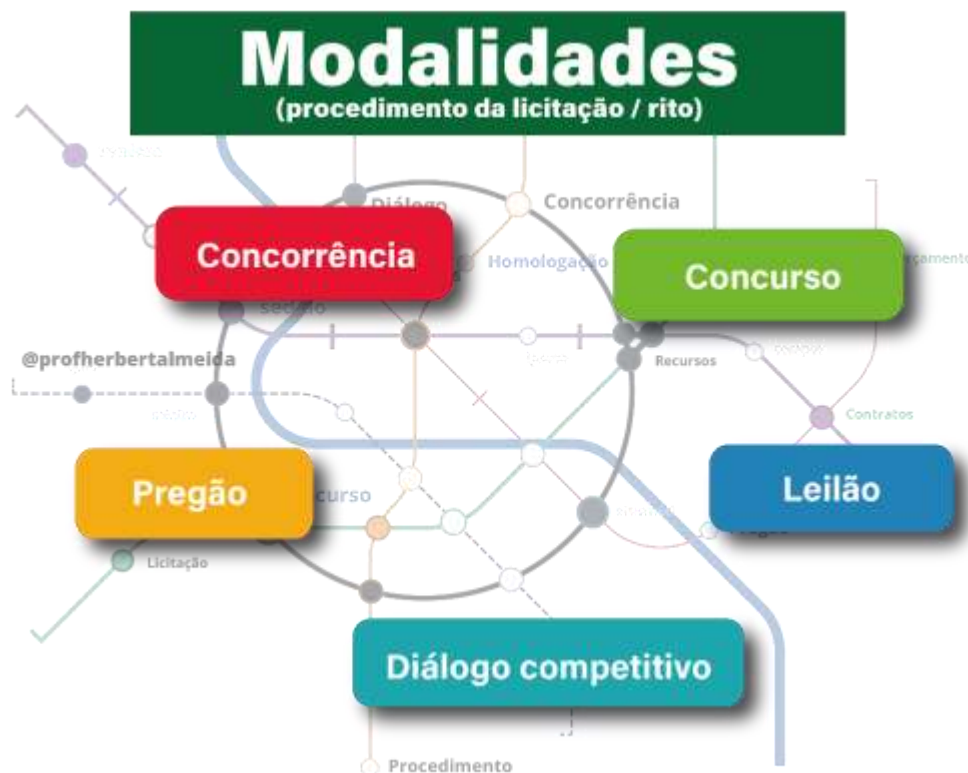 Modalidades
(procedimento da licitação / rito)
Diálogo
Concorrência
Concorrência
Homologação
Concurso
@profherbertalmeida
Recursos
Contratos
Pregão
curso
Leilão
Licitação
Diálogo competitivo
Procedimento